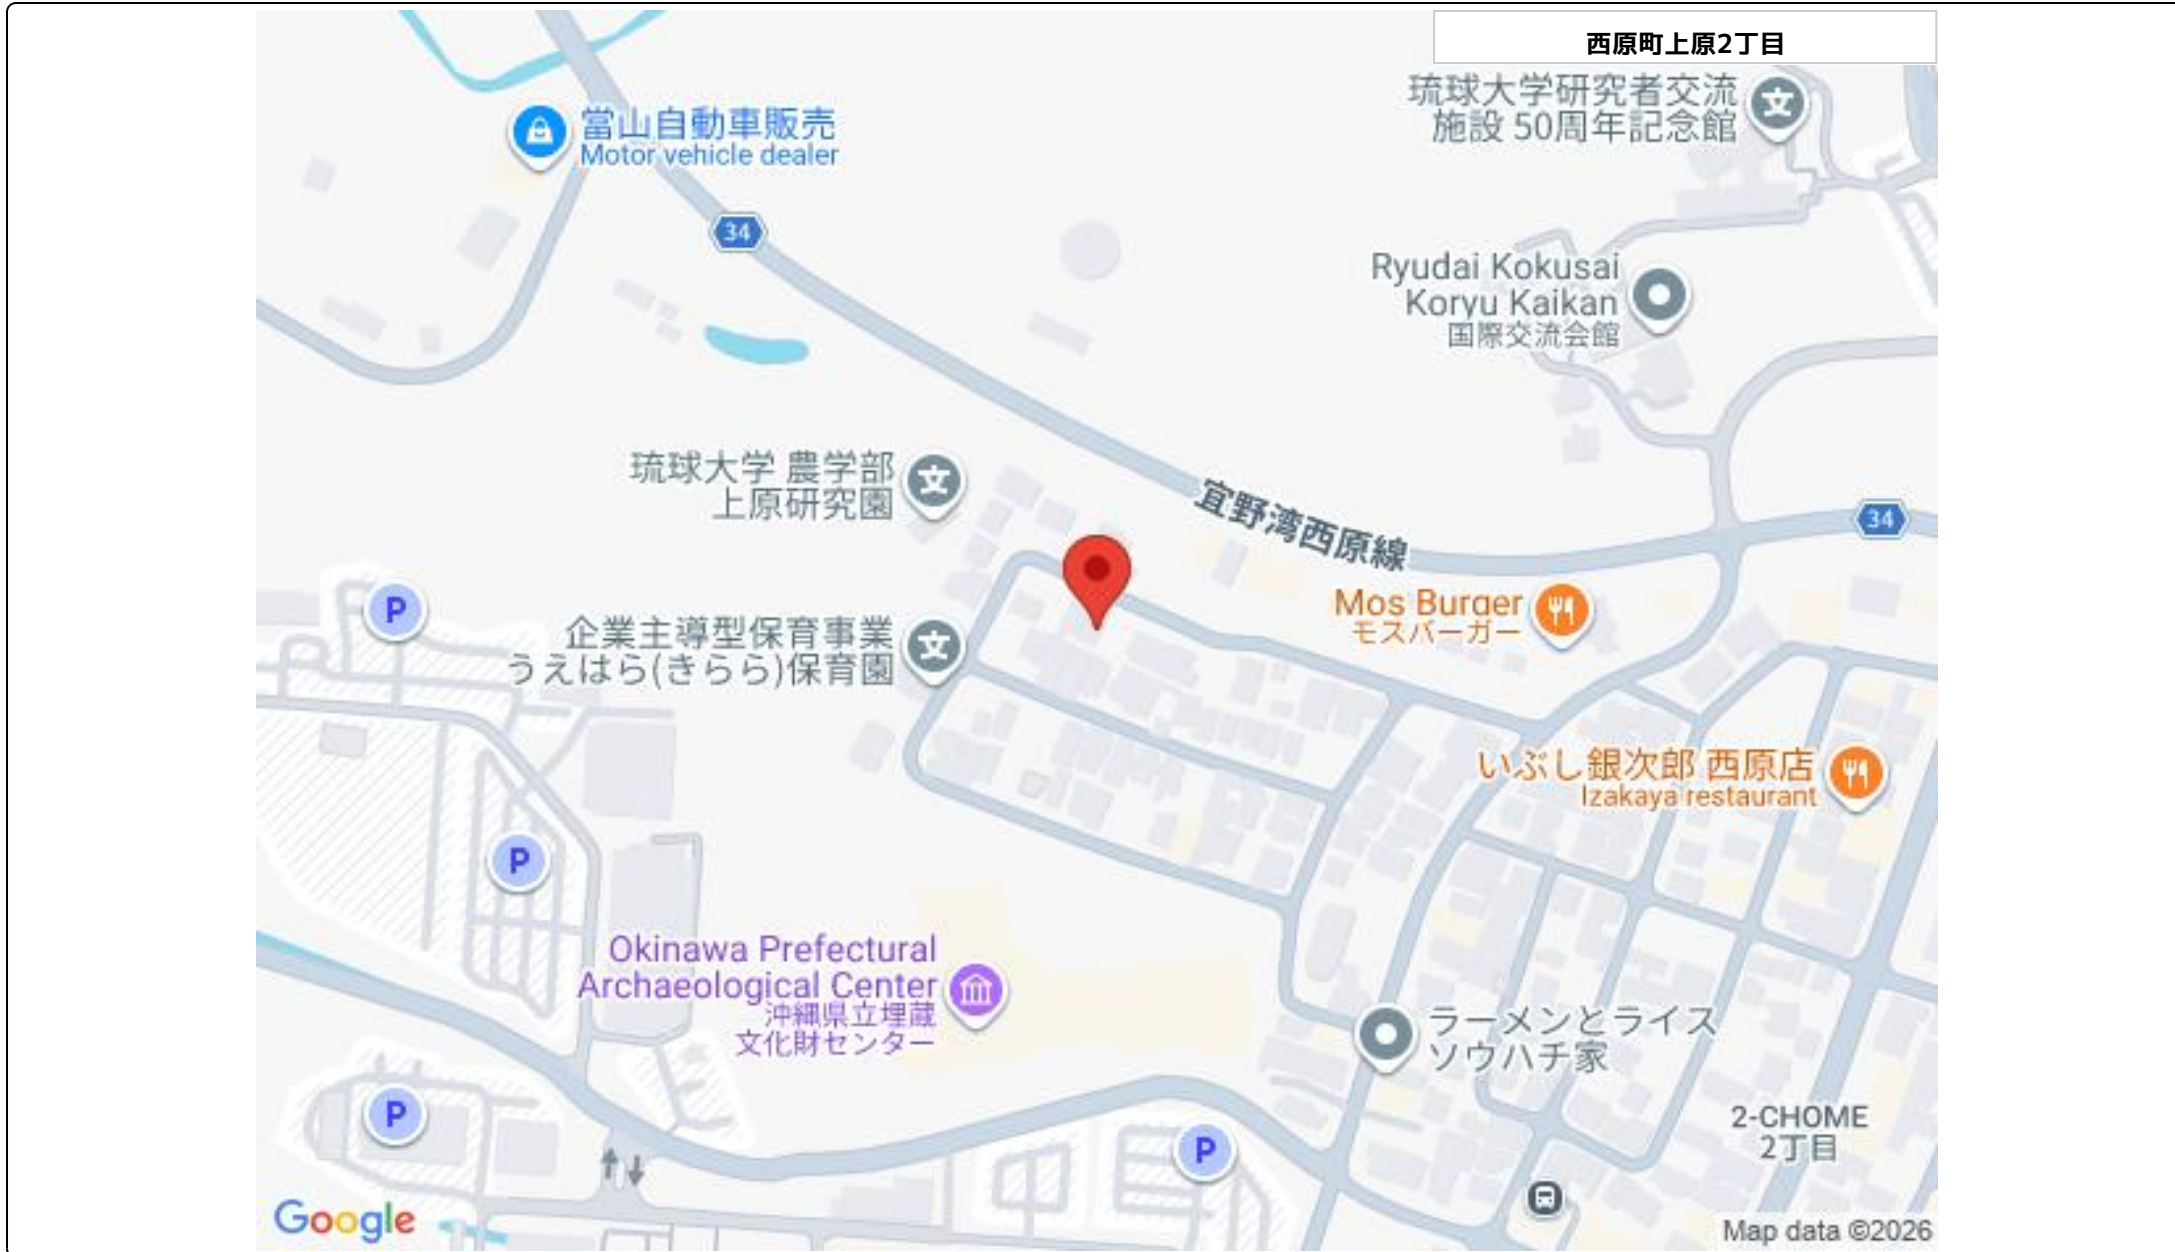 西原町上原2丁目
琉球大学研究者交流
施設 50周年記念館
當山自動車販売
Motor vehicle dealer
34
Ryudai Kokusai
Koryu Kaikan
国際交流会館
琉球大学 農学部
上原研究園
宜野湾西原線
34
P
Mos Burger
モスバーガー
企業主導型保育事業
うえはら(きらら)保育園
いぶし銀次郎 西原店
Izakaya restaurant
P
Okinawa Prefectural
Archaeological Center
沖縄県立埋蔵
文化財センター
ラーメンとライス
ソウハチ家
P
2-CHOME
2丁目
P
Google
Map data ©2026